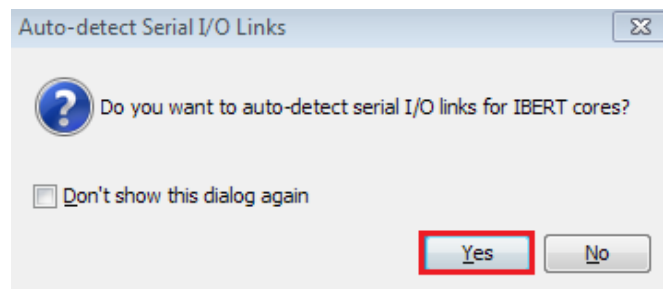 Auto-detect Serial I/O Links
Do you want to auto-detect serial I/O links for IBERT cores?
Don't show this dialog again
Yes No